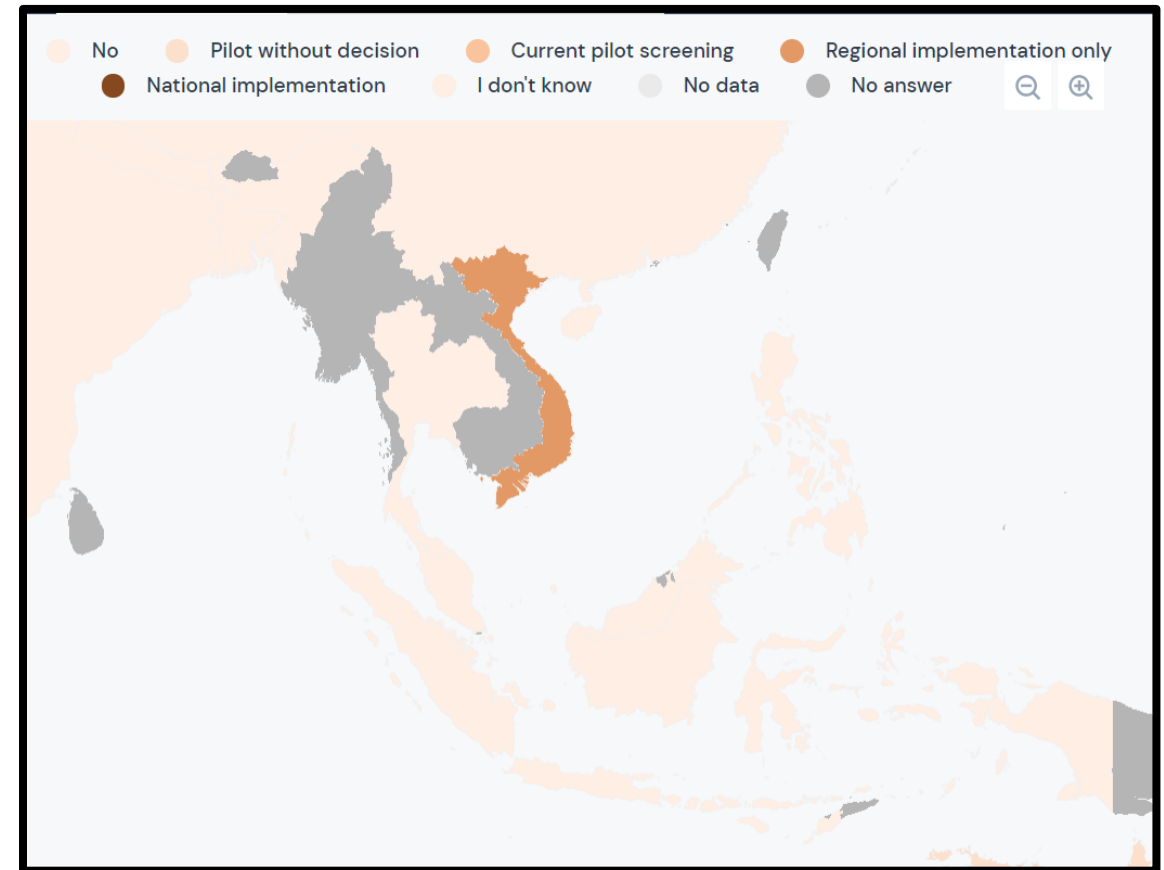 No Pilot without decision Current pilot screening Regional implementation only
National implementation I don't know No data No answer